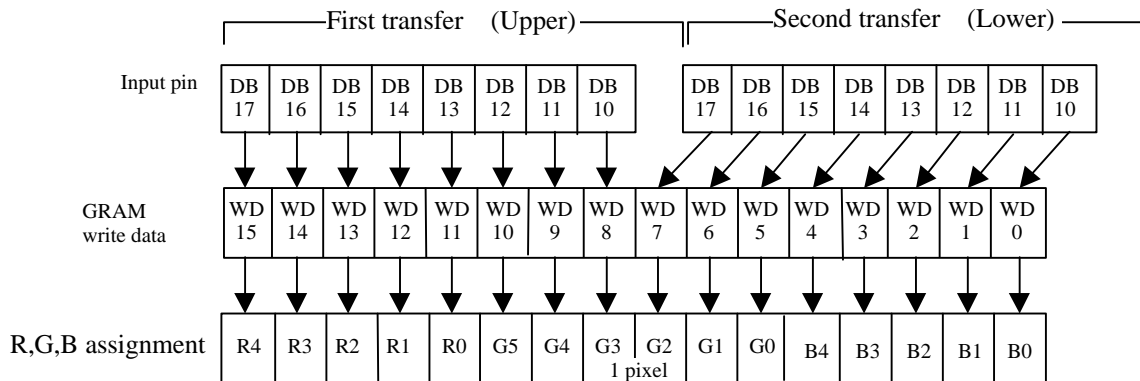 First transfer (Upper) Second transfer (Lower)
Input pin DB 17 DB 16 DB 15 DB 14 DB 13 DB 12 DB 11 DB 10 DB 17 DB 16 DB 15 DB 14 DB 13 DB 12 DB 11 DB 10
GRAM write data WD 15 WD 14 WD 13 WD 12 WD 11 WD 10 WD 9 WD 8 WD 7 WD 6 WD 5 WD 4 WD 3 WD 2 WD 1 WD 0
R,G,B assignment R4 R3 R2 R1 R0 G5 G4 G3 G2 G1 G0 B4 B3 B2 B1 B0
1 pixel